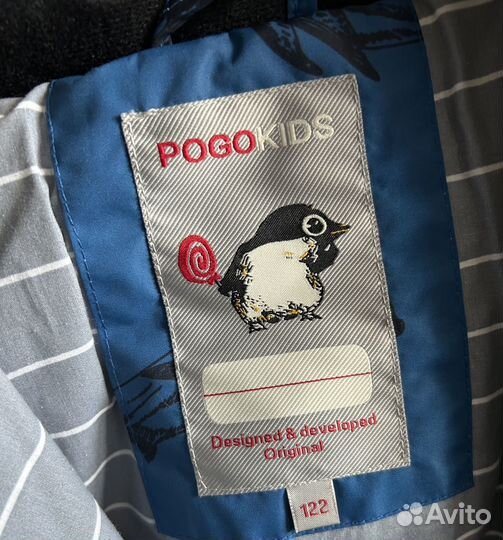 POGOKIDS
Designed & developed
Original
122
Avito